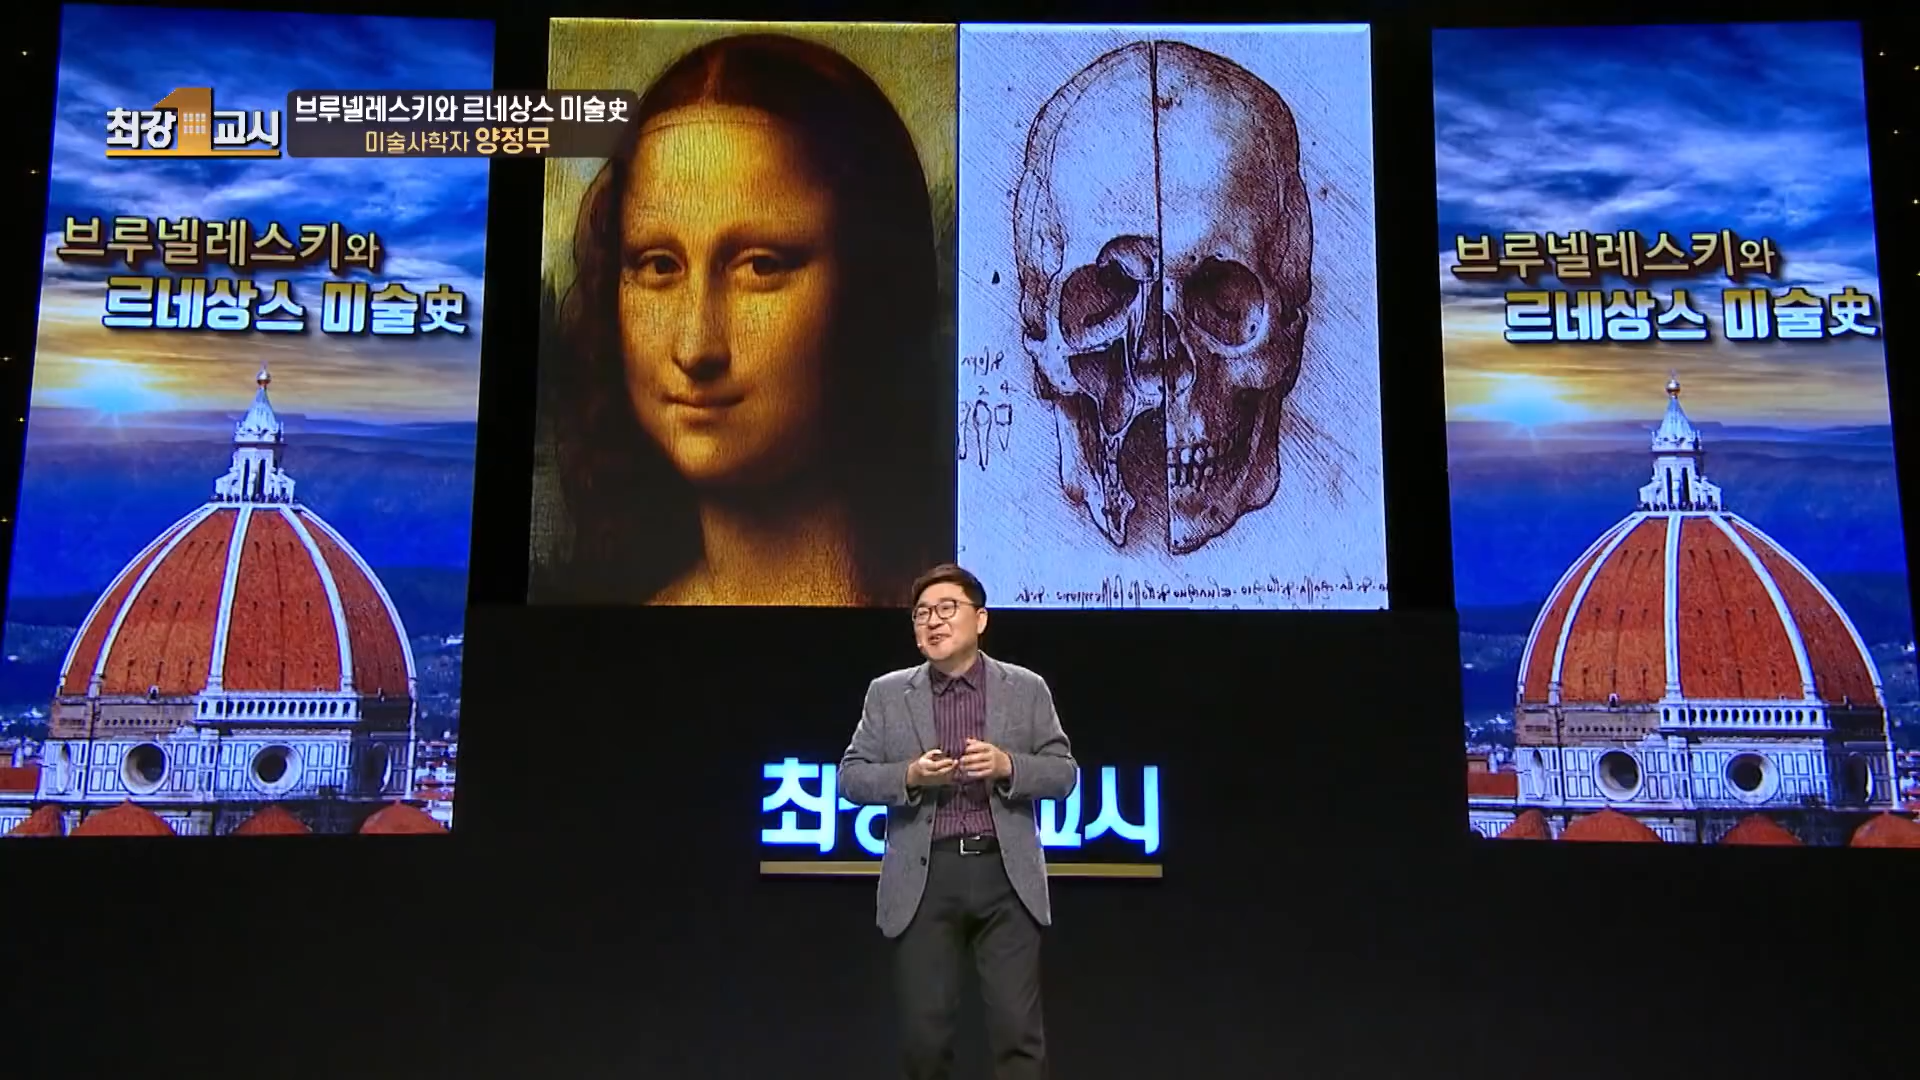 최강1교시
브루넬레스키와 르네상스 미술史
미술사학자 양정무
브루넬레스키와
르네상스 미술史
브루넬레스키와
르네상스 미술史
2 4
최강 교시